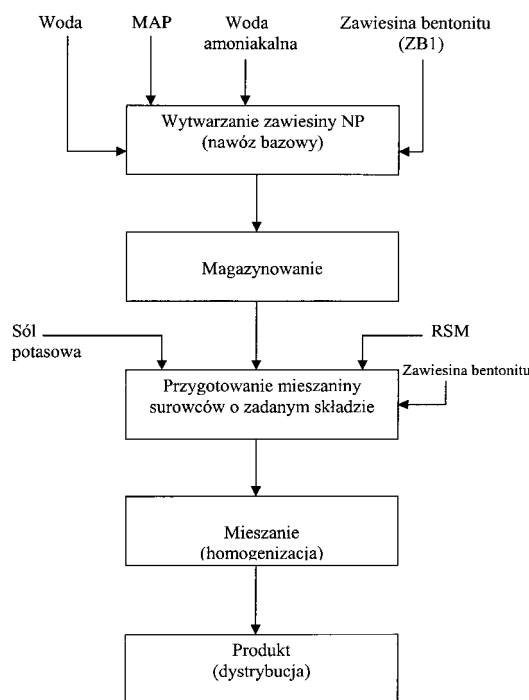 Woda
MAP
Woda
amoniakalna
Zawiesina bentonitu
(ZB1)
Wytwarzanie zawiesiny NP
(nawóz bazowy)
Magazynowanie
Sól
potasowa
RSM
Zawiesina bentonitu
Przygotowanie mieszaniny
surowców o zadanym składzie
Mieszanie
(homogenizacja)
Produkt
(dystrybucja)